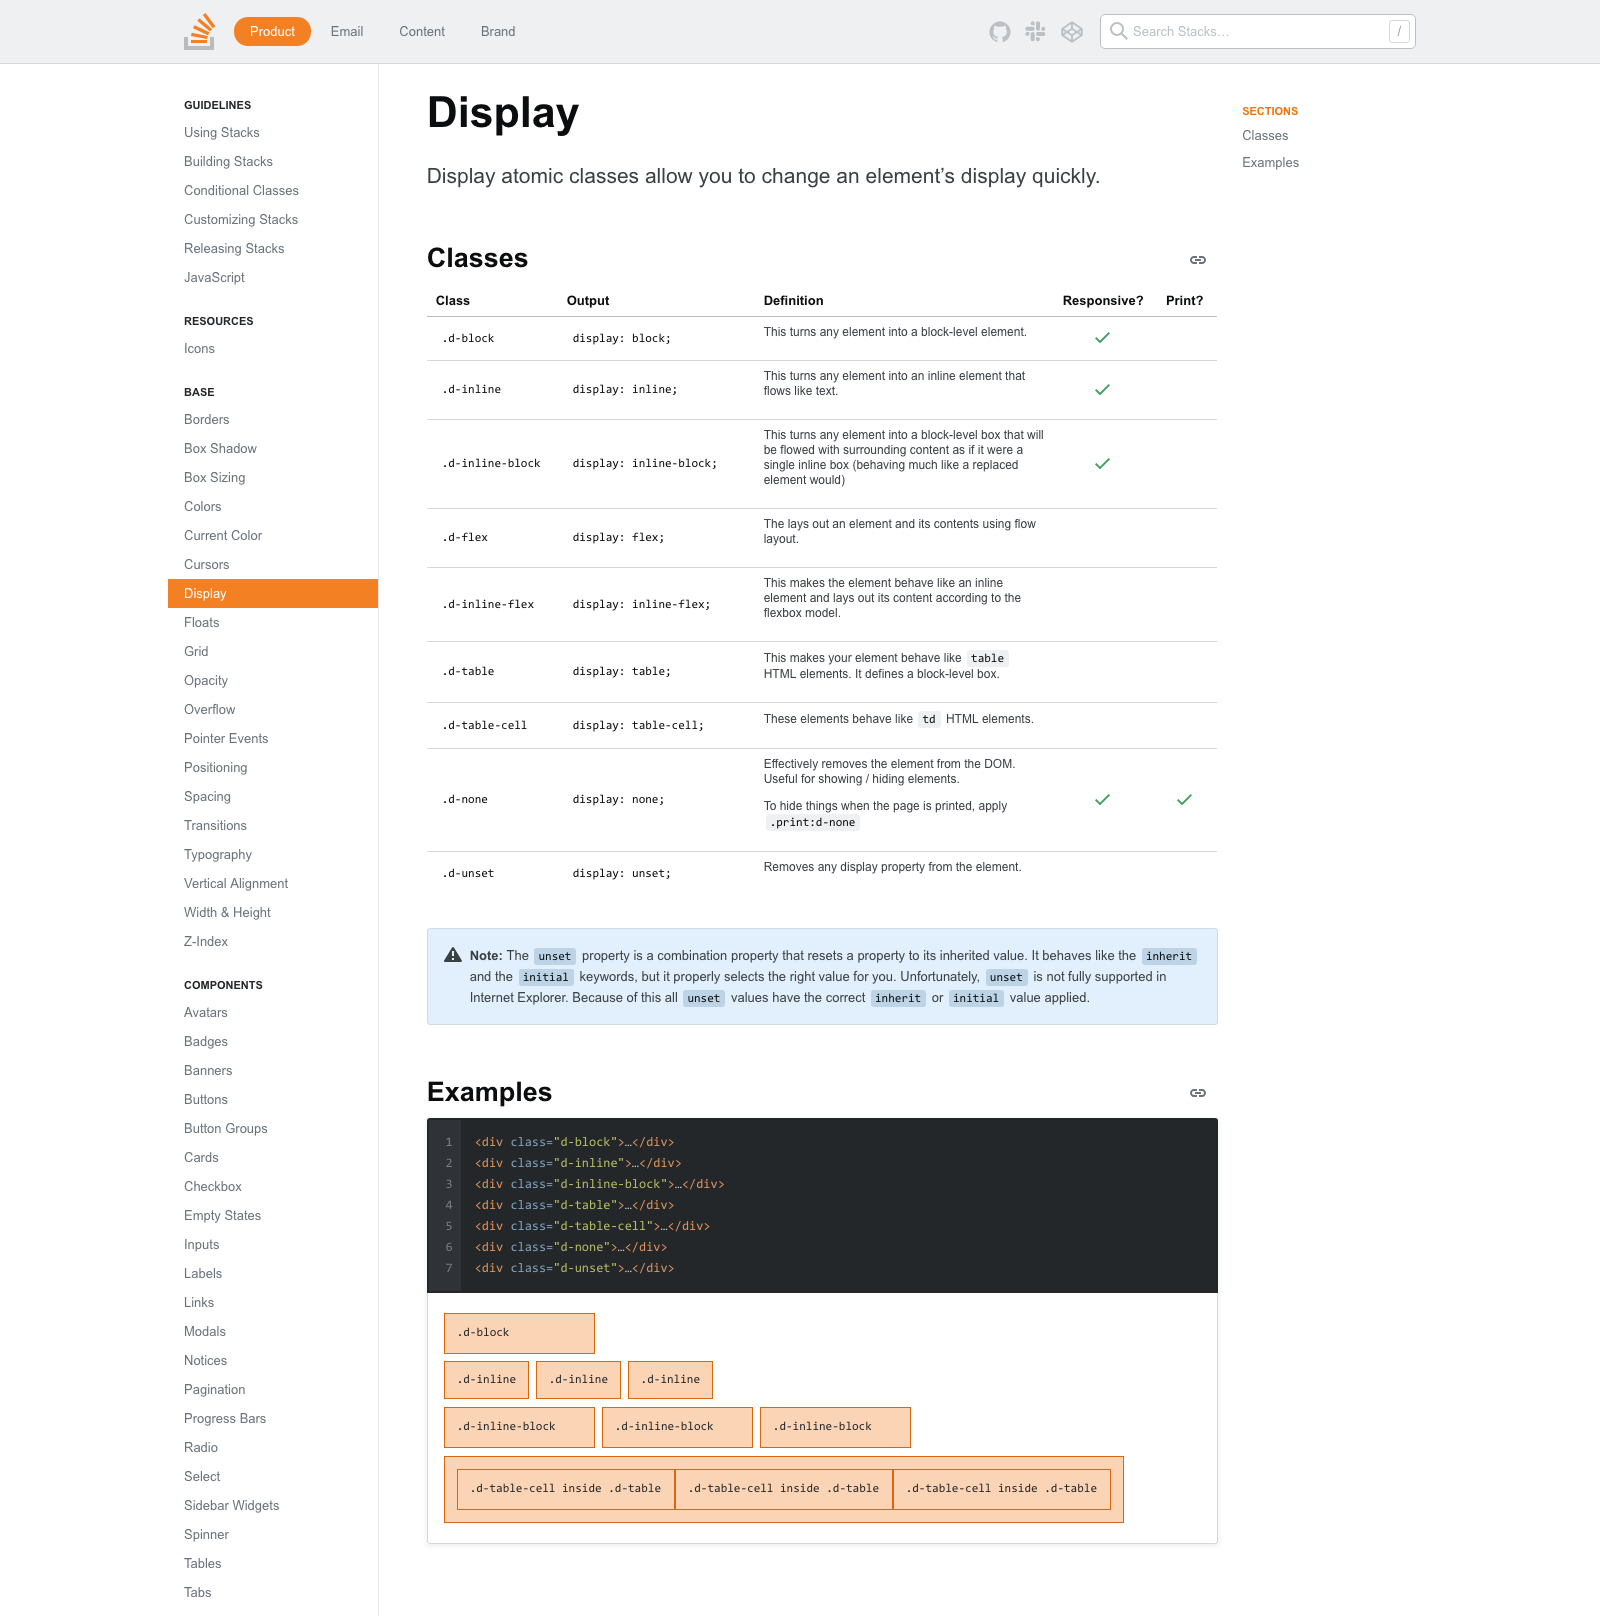 Product Email Content Brand Search Stacks... /
GUIDELINES
Using Stacks
Building Stacks
Conditional Classes
Customizing Stacks
Releasing Stacks
JavaScript
RESOURCES
Icons
BASE
Borders
Box Shadow
Box Sizing
Colors
Current Color
Cursors
Display
Floats
Grid
Opacity
Overflow
Pointer Events
Positioning
Spacing
Transitions
Typography
Vertical Alignment
Width & Height
Z-Index
COMPONENTS
Avatars
Badges
Banners
Buttons
Button Groups
Cards
Checkbox
Empty States
Inputs
Labels
Links
Modals
Notices
Pagination
Progress Bars
Radio
Select
Sidebar Widgets
Spinner
Tables
Tabs
Display
Display atomic classes allow you to change an element’s display quickly.
Classes
Class Output Definition Responsive? Print?
.d-block display: block; This turns any element into a block-level element.
.d-inline display: inline; This turns any element into an inline element that
flows like text.
.d-inline-block display: inline-block; This turns any element into a block-level box that will
be flowed with surrounding content as if it were a
single inline box (behaving much like a replaced
element would)
.d-flex display: flex; The lays out an element and its contents using flow
layout.
.d-inline-flex display: inline-flex; This makes the element behave like an inline
element and lays out its content according to the
flexbox model.
.d-table display: table; This makes your element behave like table
HTML elements. It defines a block-level box.
.d-table-cell display: table-cell; These elements behave like td HTML elements.
.d-none display: none; Effectively removes the element from the DOM.
Useful for showing / hiding elements.
To hide things when the page is printed, apply
.print:d-none
.d-unset display: unset; Removes any display property from the element.
Note: The unset property is a combination property that resets a property to its inherited value. It behaves like the inherit
and the initial keywords, but it properly selects the right value for you. Unfortunately, unset is not fully supported in
Internet Explorer. Because of this all unset values have the correct inherit or initial value applied.
Examples
1 <div class="d-block">…</div>
2 <div class="d-inline">…</div>
3 <div class="d-inline-block">…</div>
4 <div class="d-table">…</div>
5 <div class="d-table-cell">…</div>
6 <div class="d-none">…</div>
7 <div class="d-unset">…</div>
.d-block
.d-inline .d-inline .d-inline
.d-inline-block .d-inline-block .d-inline-block
.d-table-cell inside .d-table .d-table-cell inside .d-table .d-table-cell inside .d-table
SECTIONS
Classes
Examples